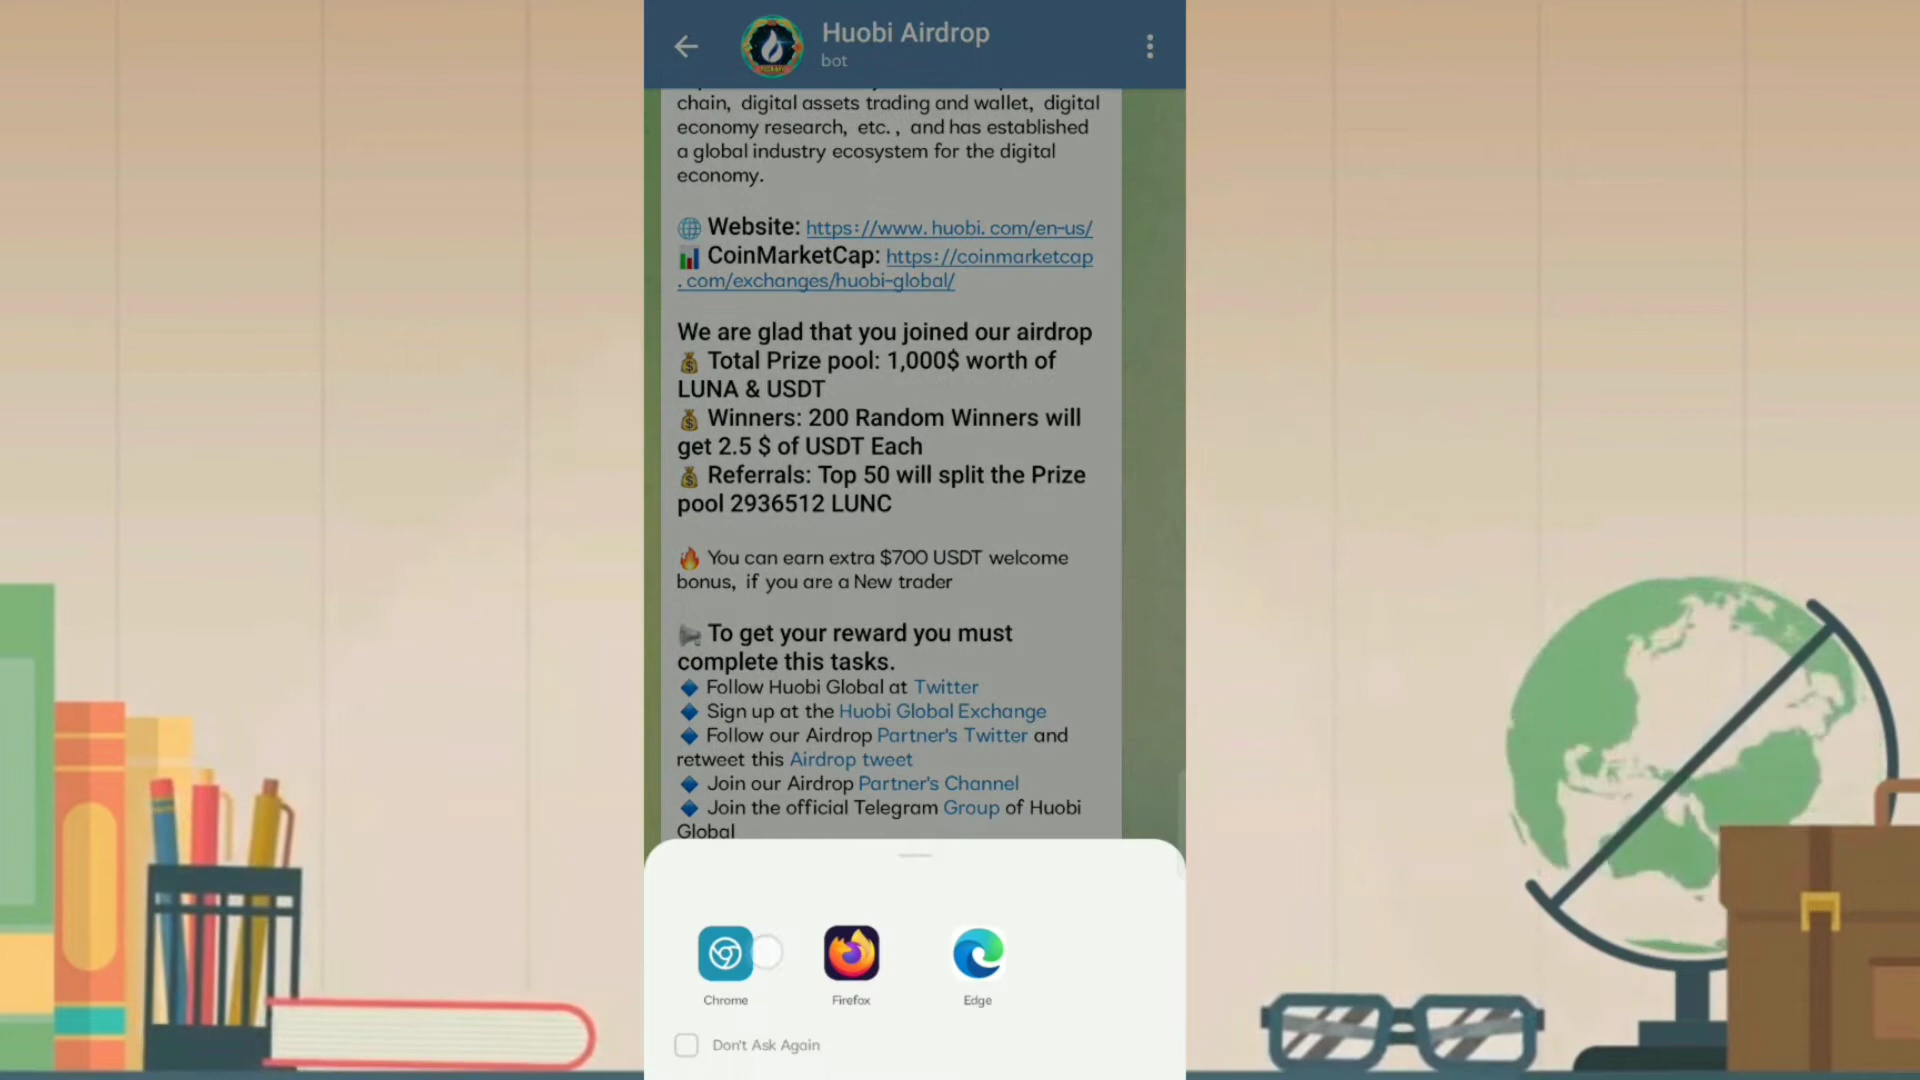 Huobi Airdrop
bot
chain, digital assets trading and wallet, digital
economy research, etc., and has established
a global industry ecosystem for the digital
economy.
Website: https://www.huobi.com/en-us/
CoinMarketCap: https://coinmarketcap
.com/exchanges/huobi-global/
We are glad that you joined our airdrop
Total Prize pool: 1,000$ worth of
LUNA & USDT
Winners: 200 Random Winners will
get 2.5 $ of USDT Each
Referrals: Top 50 will split the Prize
pool 2936512 LUNC
You can earn extra $700 USDT welcome
bonus, if you are a New trader
To get your reward you must
complete this tasks.
Follow Huobi Global at Twitter
Sign up at the Huobi Global Exchange
Follow our Airdrop Partner's Twitter and
retweet this Airdrop tweet
Join our Airdrop Partner's Channel
Join the official Telegram Group of Huobi
Global
Chrome
Firefox
Edge
Don't Ask Again